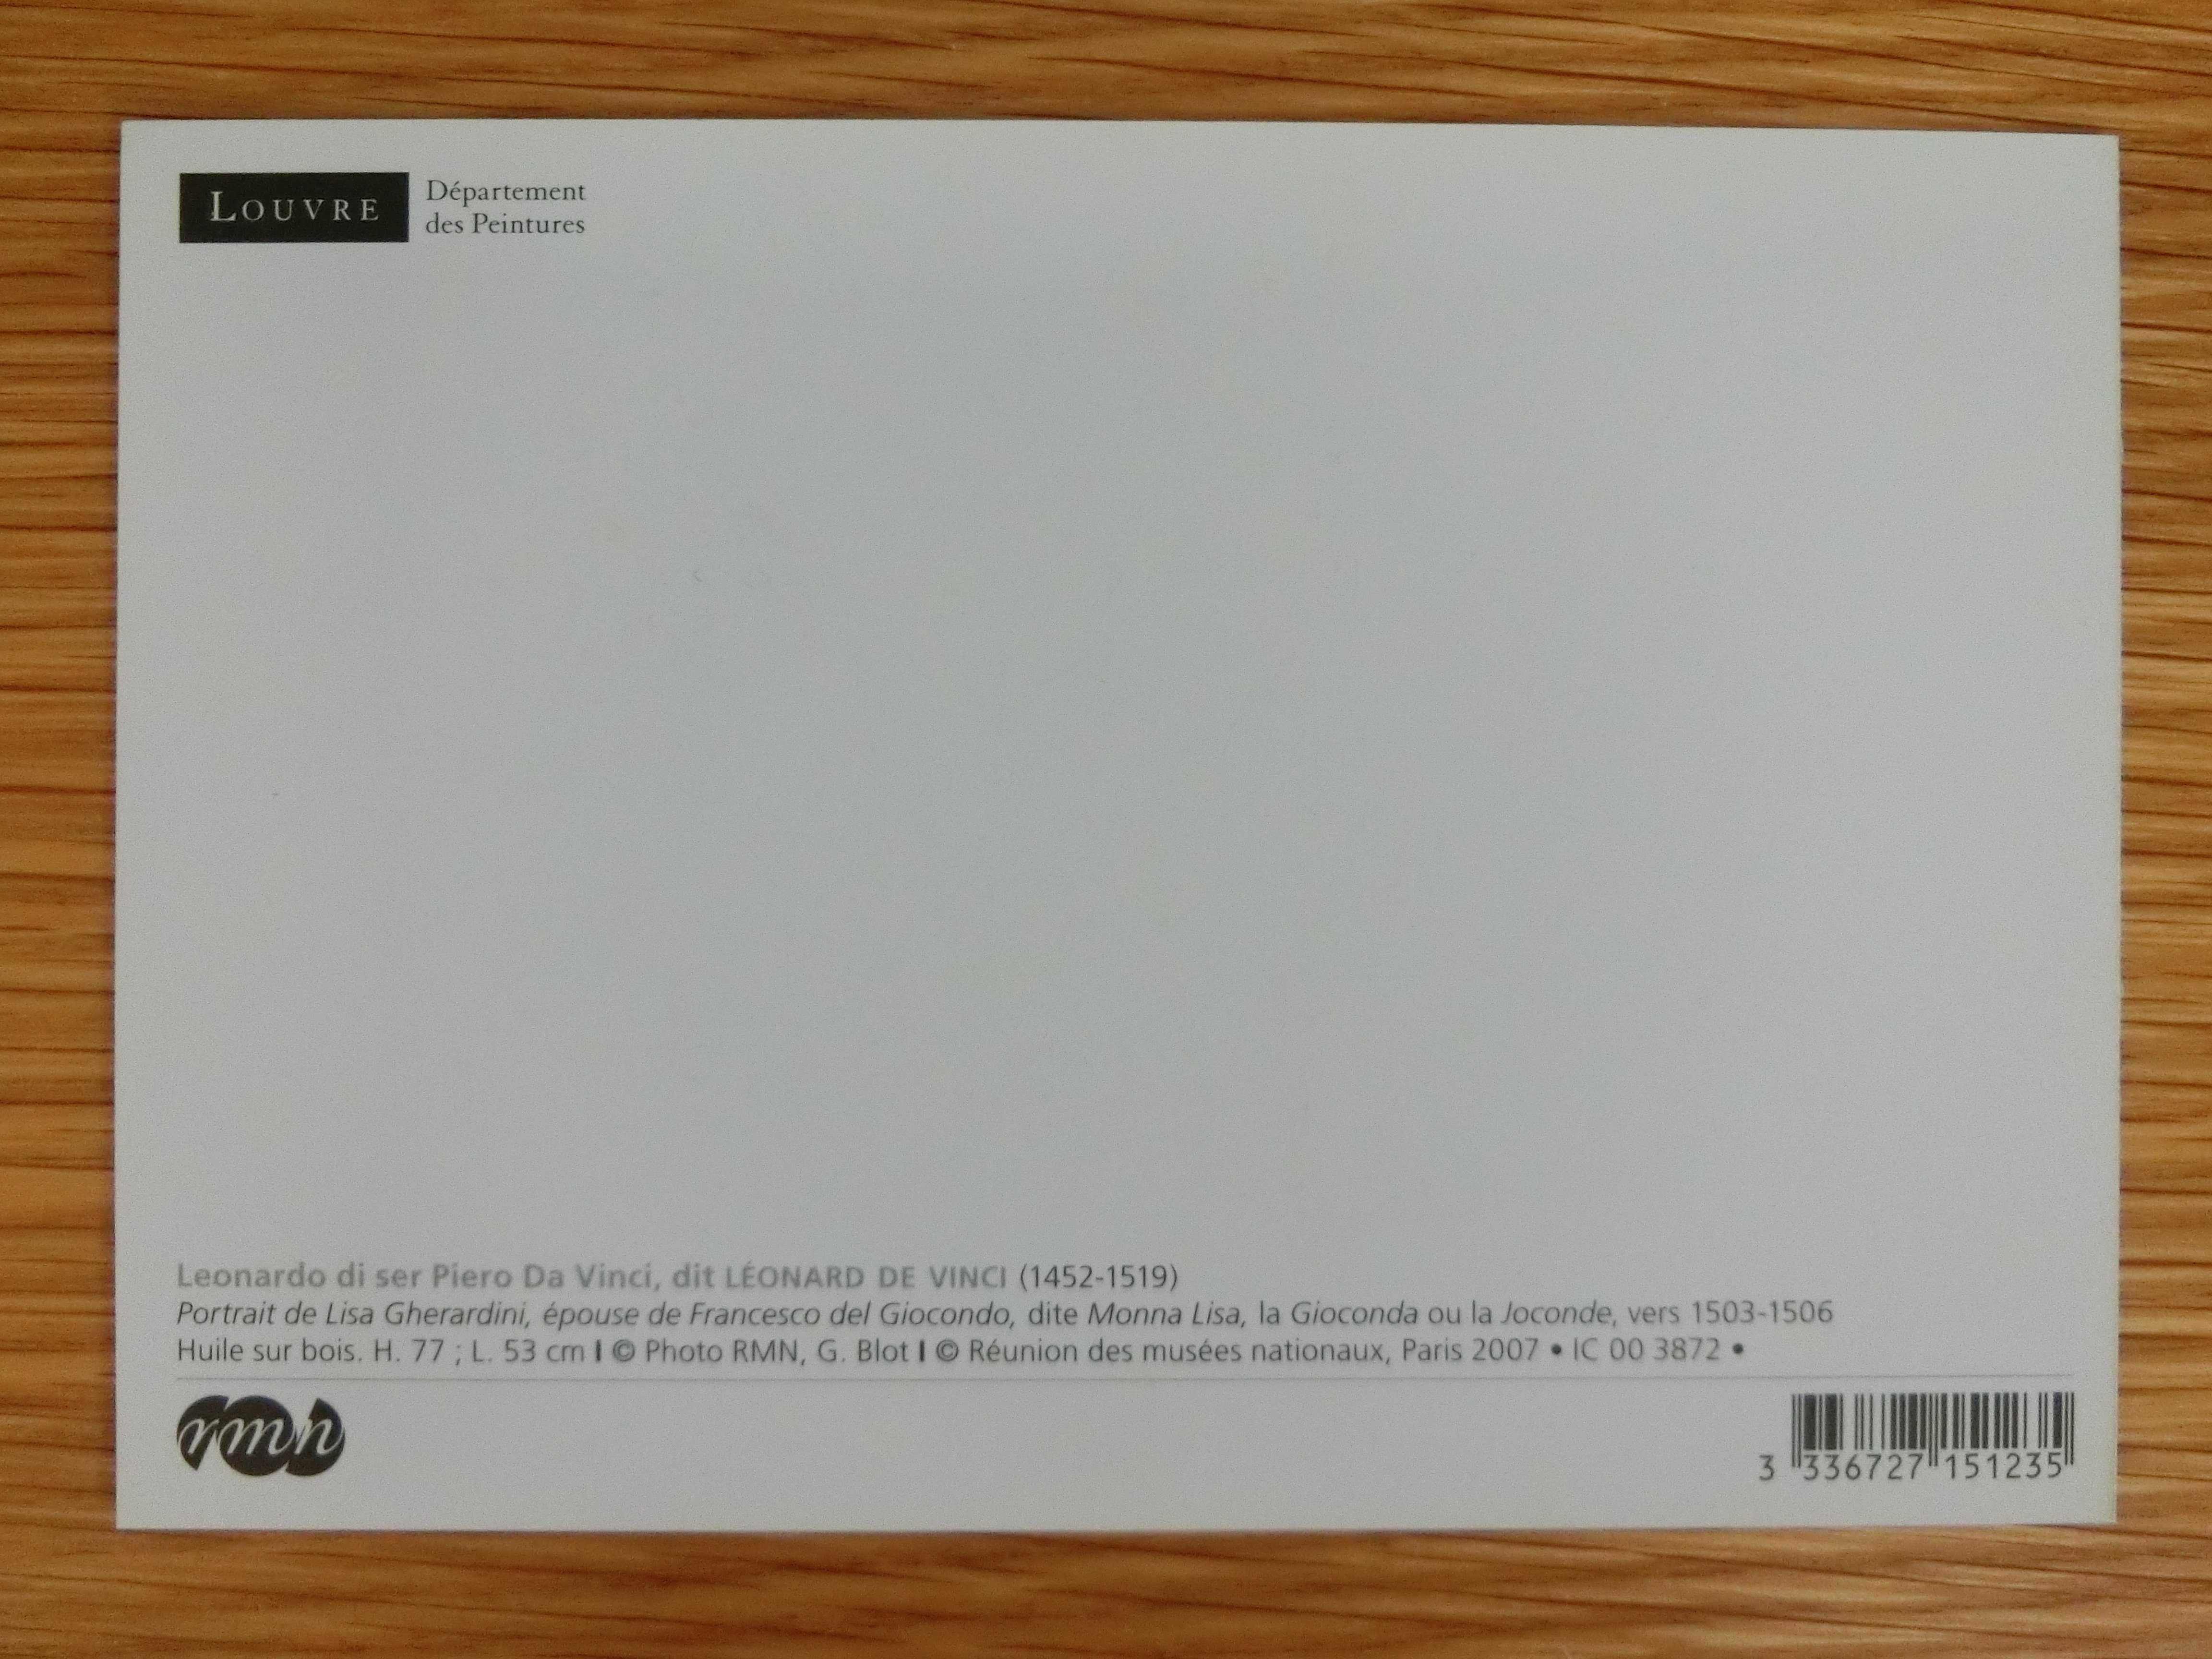 LOUVRE
Département
des Peintures
Leonardo di ser Piero Da Vinci, dit LÉONARD DE VINCI (1452-1519)
Portrait de Lisa Gherardini, épouse de Francesco del Giocondo, dite Monna Lisa, la Gioconda ou la Joconde, vers 1503-1506
Huile sur bois. H. 77 ; L. 53 cm I © Photo RMN, G. Blot I © Réunion des musées nationaux, Paris 2007 • IC 00 3872 •
rmn
3 336727 151235